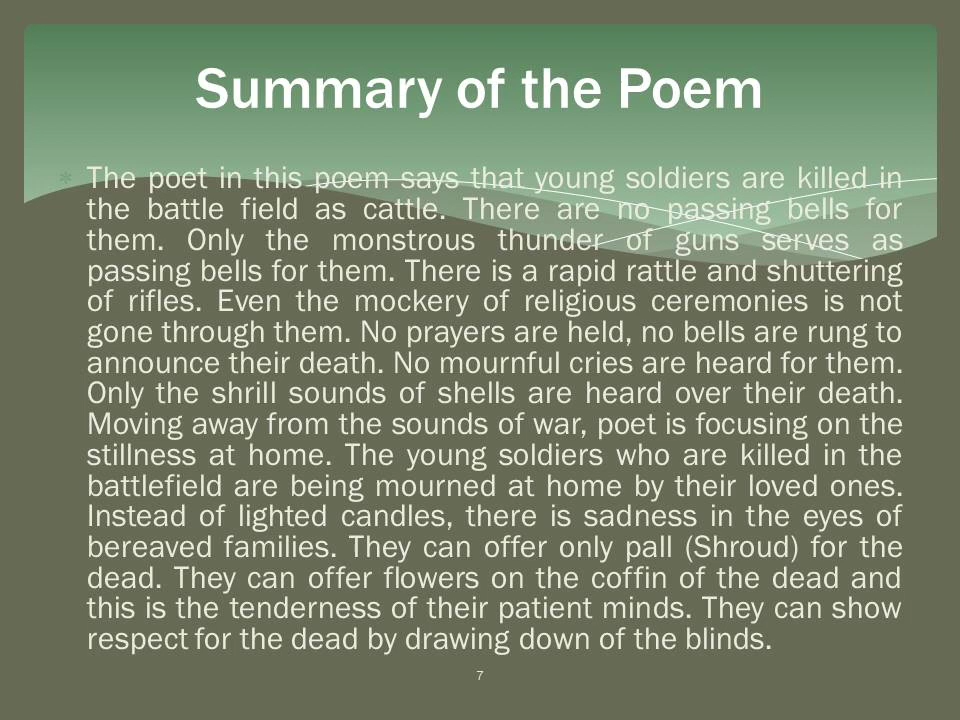 Summary of the Poem
The poet in this poem says that young soldiers are killed in
the battle field as cattle. There are no passing bells for
them. Only the monstrous thunder of guns serves as
passing bells for them. There is a rapid rattle and shuttering
of rifles. Even the mockery of religious ceremonies is not
gone through them. No prayers are held, no bells are rung to
announce their death. No mournful cries are heard for them.
Only the shrill sounds of shells are heard over their death.
Moving away from the sounds of war, poet is focusing on the
stillness at home. The young soldiers who are killed in the
battlefield are being mourned at home by their loved ones.
Instead of lighted candles, there is sadness in the eyes of
bereaved families. They can offer only pall (Shroud) for the
dead. They can offer flowers on the coffin of the dead and
this is the tenderness of their patient minds. They can show
respect for the dead by drawing down of the blinds.
7